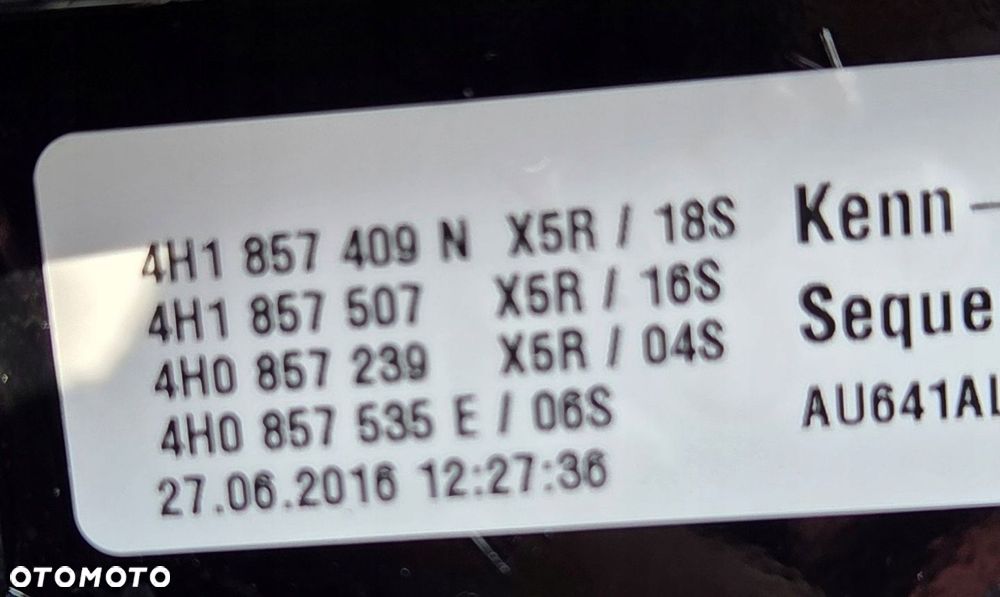 4H1 857 409 N X5R / 18S
4H1 857 507 X5R / 16S
4H0 857 239 X5R / 04S
4H0 857 535 E / 06S
27.06.2016 12:27:36
Kenn-
Seque
AU641AL
OTOMOTO